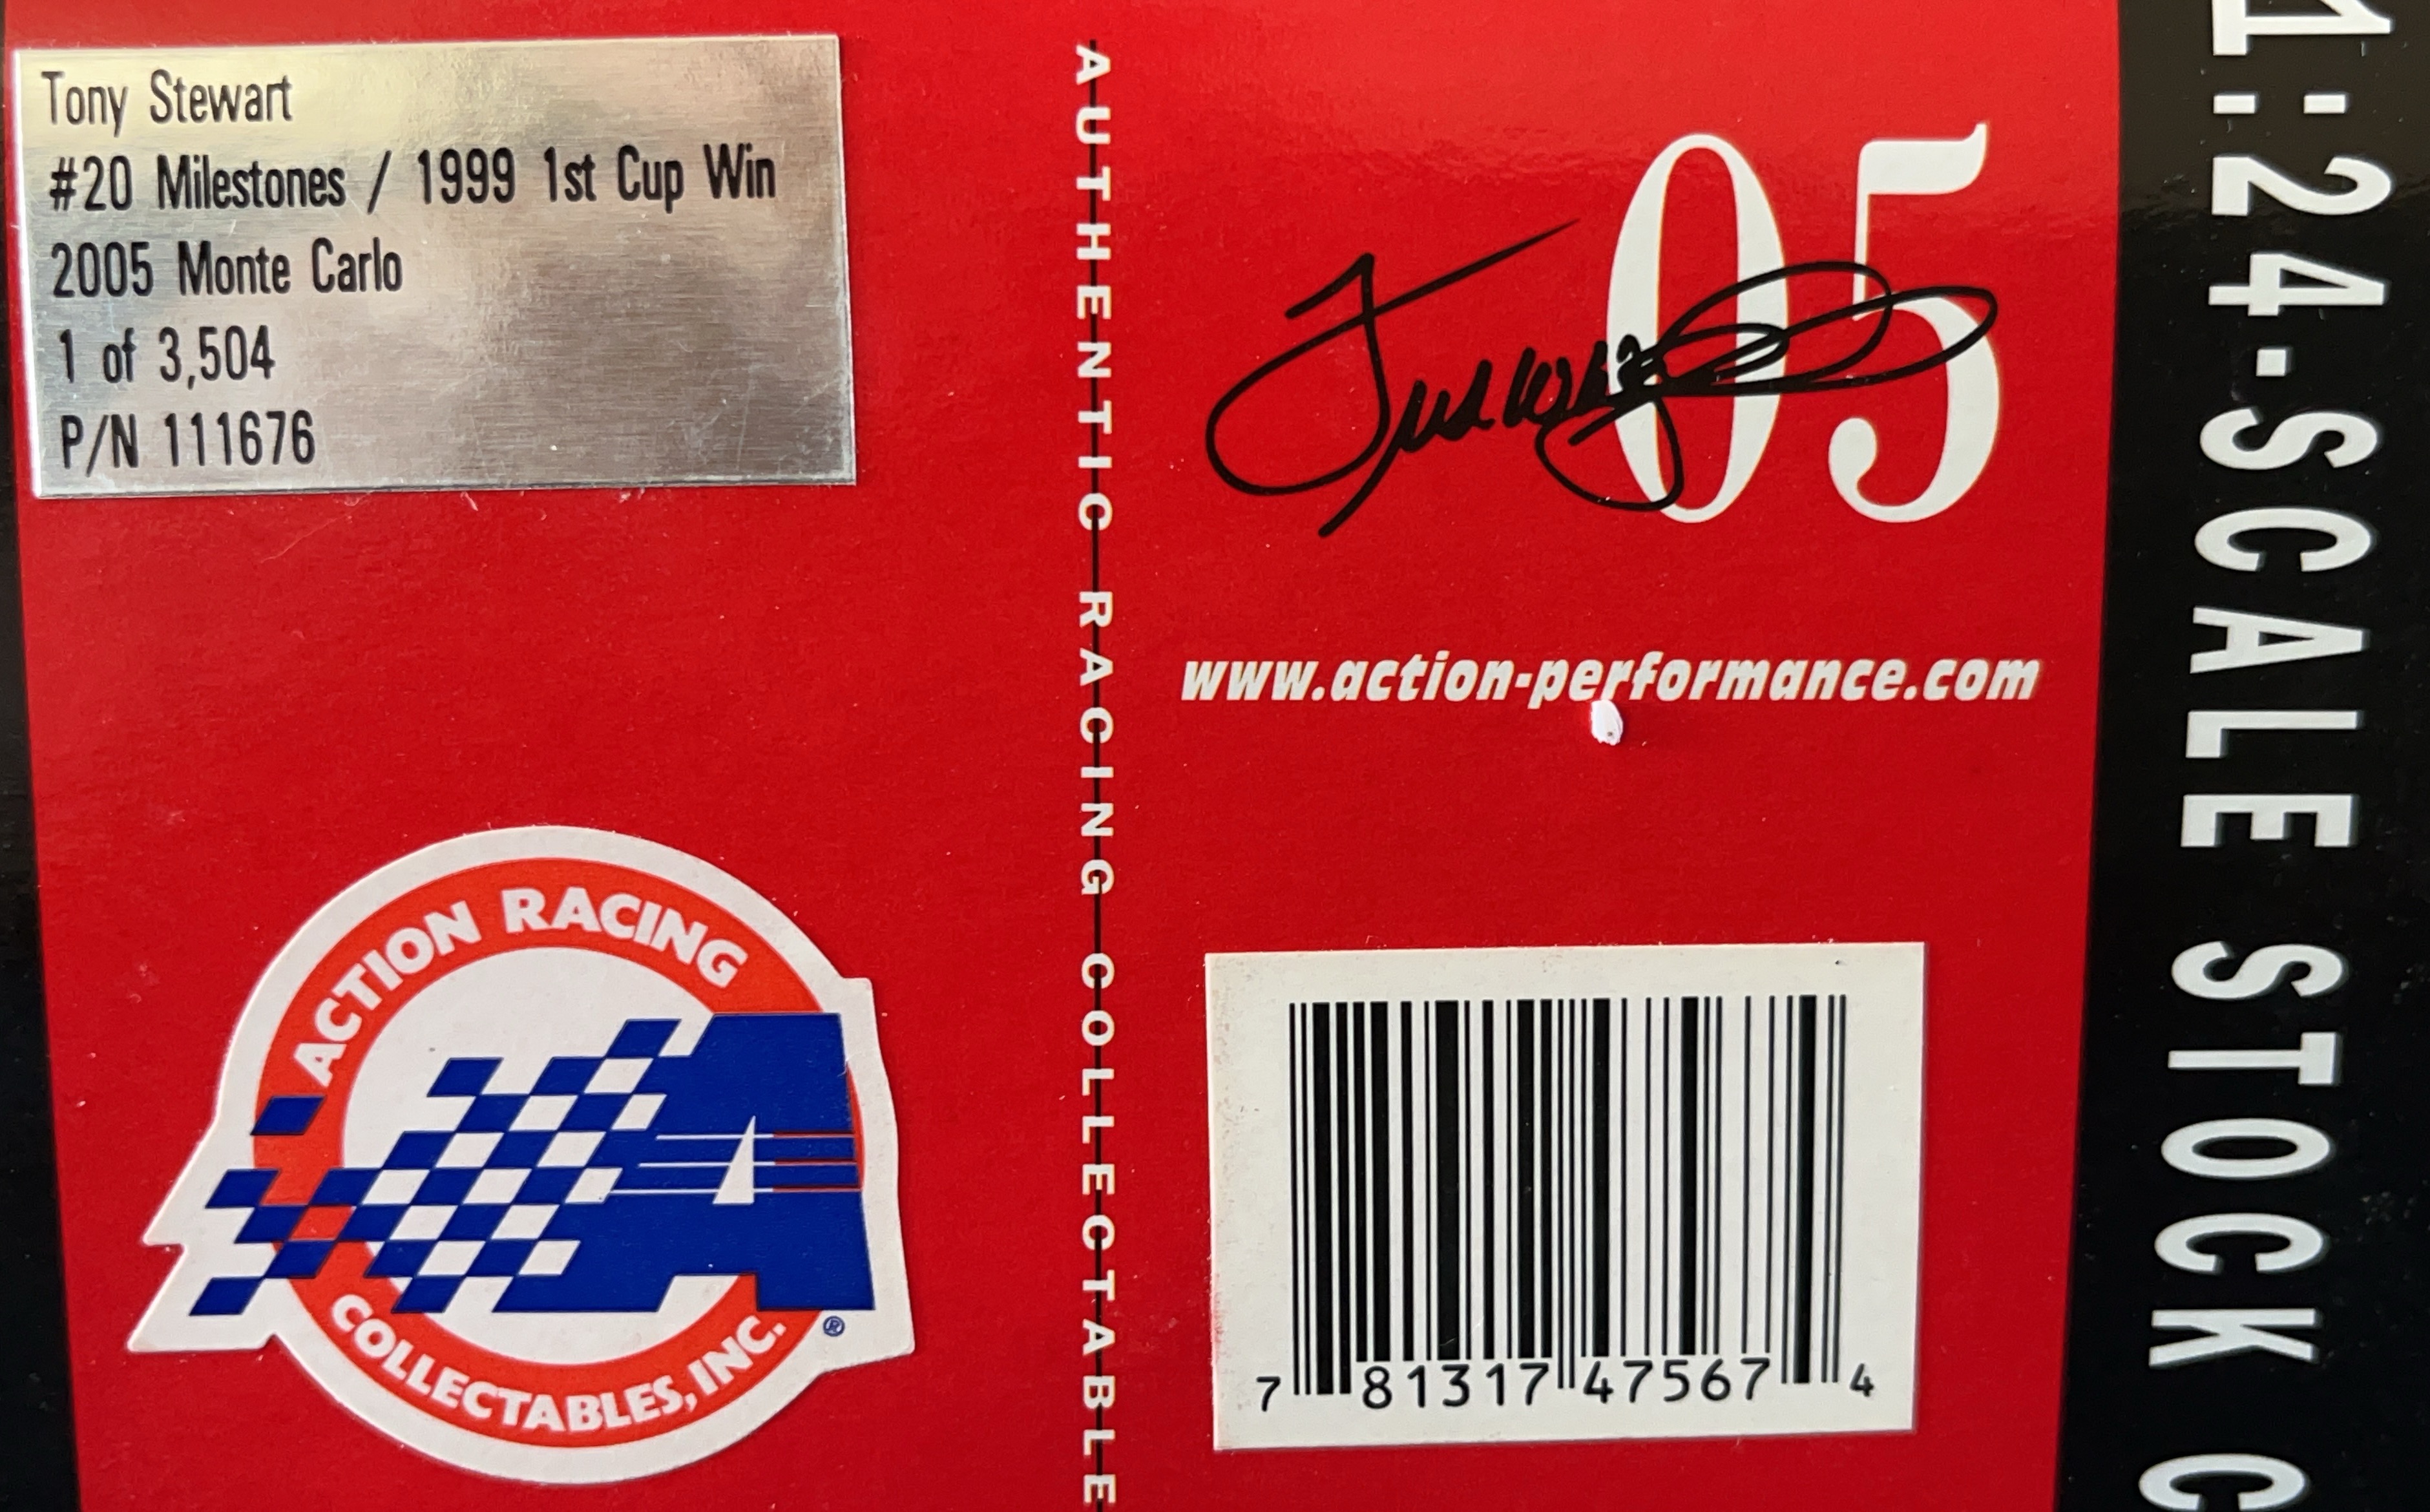 Tony Stewart
#20 Milestones / 1999 1st Cup Win
2005 Monte Carlo
1 of 3,504
P/N 111676
AUTHENTIC RACING COLLECTABLE
05
www.action-performance.com
ACTION RACING
COLLECTABLES, INC.
®
7 81317 47567 4
1:24-SCALE STOCK C